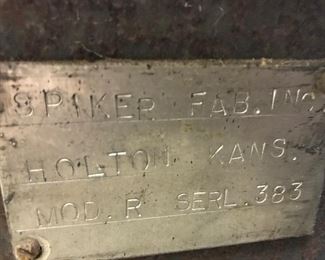 SPIKER FAB. INC
HOLTON KANS.
MOD. R SERL. 383